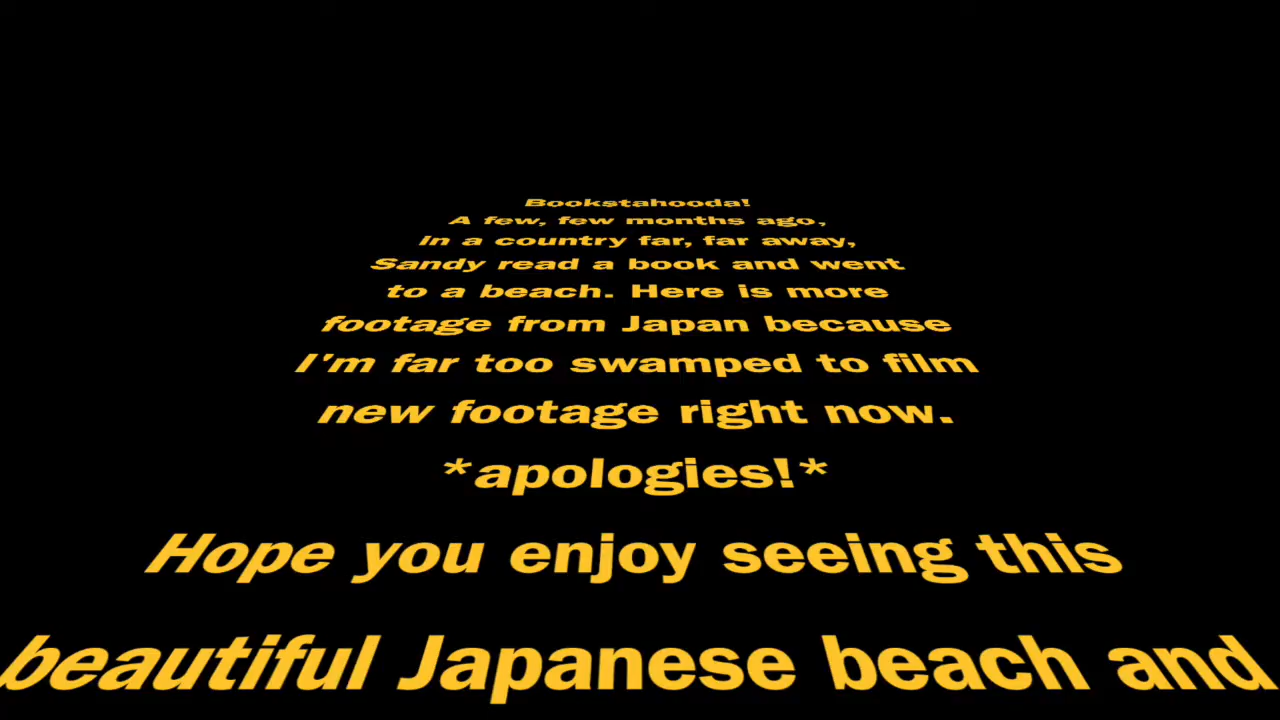 Bookstahooda!
A few, few months ago,
in a country far, far away,
Sandy read a book and went
to a beach. Here is more
footage from Japan because
I'm far too swamped to film
new footage right now.
*apologies!*
Hope you enjoy seeing this
beautiful Japanese beach and